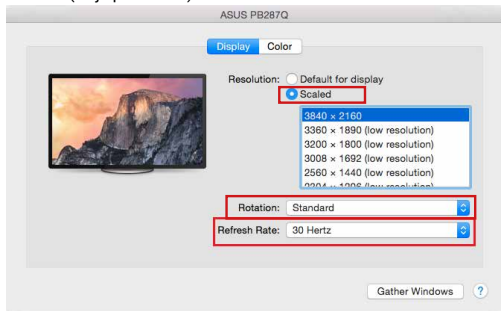 ASUS PB287Q
Display Color
Resolution: Default for display
Scaled
3840 × 2160
3360 × 1890 (low resolution)
3200 × 1800 (low resolution)
3008 × 1692 (low resolution)
2560 × 1440 (low resolution)
Rotation: Standard
Refresh Rate: 30 Hertz
Gather Windows ?